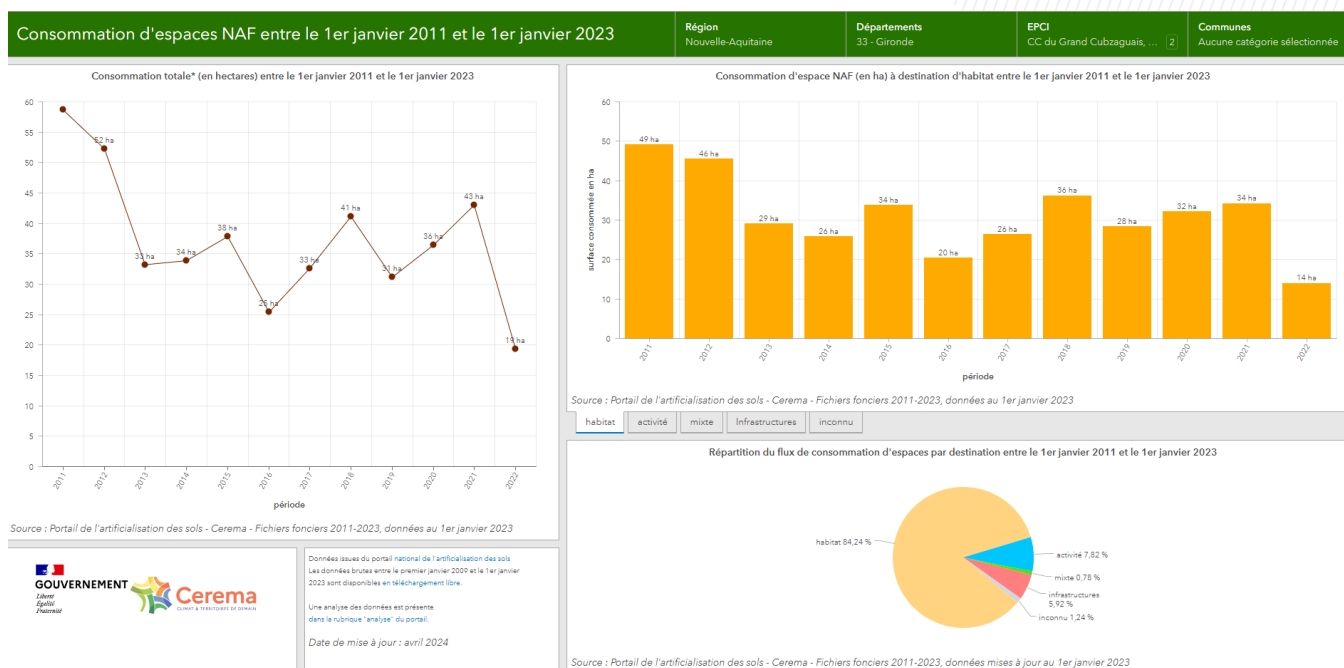 Consommation d'espaces NAF entre le 1er janvier 2011 et le 1er janvier 2023
Région
Nouvelle-Aquitaine
Départements
33 - Gironde
EPCI
CC du Grand Cubzaguais, ... 2
Communes
Aucune catégorie sélectionnée
Consommation totale* (en hectares) entre le 1er janvier 2011 et le 1er janvier 2023
60
55
50
45
40
35
30
25
20
15
10
5
0
52 ha
33 ha
34 ha
38 ha
25 ha
33 ha
41 ha
31 ha
36 ha
43 ha
19 ha
2011
2012
2013
2014
2015
2016
2017
2018
2019
2020
2021
2022
période
Source : Portail de l'artificialisation des sols - Cerema - Fichiers fonciers 2011-2023, données au 1er janvier 2023
Consommation d'espace NAF (en ha) à destination d'habitat entre le 1er janvier 2011 et le 1er janvier 2023
surface consommée en ha
60
50
40
30
20
10
0
49 ha
46 ha
29 ha
26 ha
34 ha
20 ha
26 ha
36 ha
28 ha
32 ha
34 ha
14 ha
2011
2012
2013
2014
2015
2016
2017
2018
2019
2020
2021
2022
période
Source : Portail de l'artificialisation des sols - Cerema - Fichiers fonciers 2011-2023, données au 1er janvier 2023
habitat
activité
mixte
Infrastructures
inconnu
Répartition du flux de consommation d'espaces par destination entre le 1er janvier 2011 et le 1er janvier 2023
habitat 84,24 %
activité 7,82 %
mixte 0,78 %
infrastructures
5,92 %
inconnu 1,24 %
Source : Portail de l'artificialisation des sols - Cerema - Fichiers fonciers 2011-2023, données mises à jour au 1er janvier 2023
GOUVERNEMENT
Liberté
Égalité
Fraternité
Cerema
CLIMAT & TERRITOIRES DE DEMAIN
Données issues du portail national de l'artificialisation des sols
Les données brutes entre le premier janvier 2009 et le 1er janvier
2023 sont disponibles en téléchargement libre.
Une analyse des données est présente
dans la rubrique "analyse" du portail.
Date de mise à jour : avril 2024